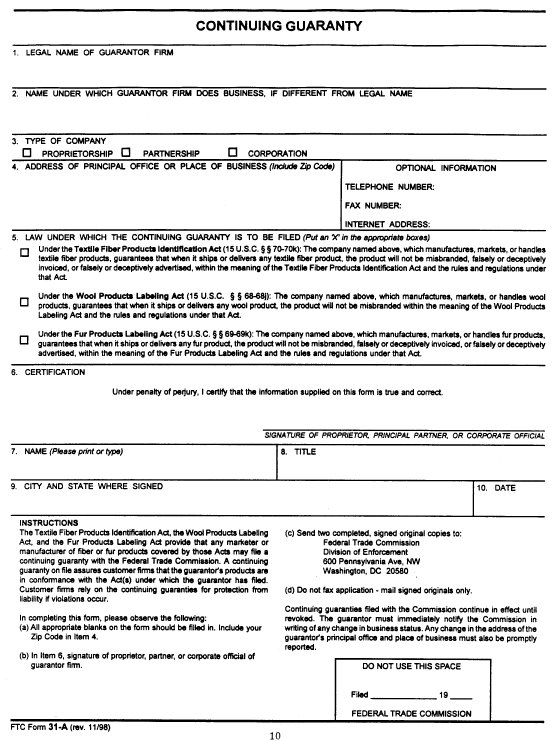 CONTINUING GUARANTY
1. LEGAL NAME OF GUARANTOR FIRM
2. NAME UNDER WHICH GUARANTOR FIRM DOES BUSINESS, IF DIFFERENT FROM LEGAL NAME
3. TYPE OF COMPANY
PROPRIETORSHIP PARTNERSHIP CORPORATION
4. ADDRESS OF PRINCIPAL OFFICE OR PLACE OF BUSINESS (Include Zip Code)
OPTIONAL INFORMATION
TELEPHONE NUMBER:
FAX NUMBER:
INTERNET ADDRESS:
5. LAW UNDER WHICH THE CONTINUING GUARANTY IS TO BE FILED (Put an "X" in the appropriate boxes)
Under the Textile Fiber Products Identification Act (15 U.S.C. § § 70-70k): The company named above, which manufactures, markets, or handles
textile fiber products, guarantees that when it ships or delivers any textile fiber product, the product will not be misbranded, falsely or deceptively
invoiced, or falsely or deceptively advertised, within the meaning of the Textile Fiber Products Identification Act and the rules and regulations under
that Act.
Under the Wool Products Labeling Act (15 U.S.C. § § 68-68j): The company named above, which manufactures, markets, or handles wool
products, guarantees that when it ships or delivers any wool product, the product will not be misbranded within the meaning of the Wool Products
Labeling Act and the rules and regulations under that Act.
Under the Fur Products Labeling Act (15 U.S.C. § § 69-69k): The company named above, which manufactures, markets, or handles fur products,
guarantees that when it ships or delivers any fur product, the product will not be misbranded, falsely or deceptively invoiced, or falsely or deceptively
advertised, within the meaning of the Fur Products Labeling Act and the rules and regulations under that Act.
6. CERTIFICATION
Under penalty of perjury, I certify that the information supplied on this form is true and correct.
SIGNATURE OF PROPRIETOR, PRINCIPAL PARTNER, OR CORPORATE OFFICIAL
7. NAME (Please print or type)
8. TITLE
9. CITY AND STATE WHERE SIGNED
10. DATE
INSTRUCTIONS
The Textile Fiber Products Identification Act, the Wool Products Labeling
Act, and the Fur Products Labeling Act provide that any marketer or
manufacturer of fiber or fur products covered by those Acts may file a
continuing guaranty with the Federal Trade Commission. A continuing
guaranty on file assures customer firms that the guarantor's products are
in conformance with the Act(s) under which the guarantor has filed.
Customer firms rely on the continuing guaranties for protection from
liability if violations occur.
In completing this form, please observe the following:
(a) All appropriate blanks on the form should be filled in. Include your
Zip Code in Item 4.
(b) In Item 6, signature of proprietor, partner, or corporate official of
guarantor firm.
(c) Send two completed, signed original copies to:
Federal Trade Commission
Division of Enforcement
600 Pennsylvania Ave, NW
Washington, DC 20580
(d) Do not fax application - mail signed originals only.
Continuing guaranties filed with the Commission continue in effect until
revoked. The guarantor must immediately notify the Commission in
writing of any change in business status. Any change in the address of the
guarantor's principal office and place of business must also be promptly
reported.
DO NOT USE THIS SPACE
Filed 19
FEDERAL TRADE COMMISSION
FTC Form 31-A (rev. 11/98)
10